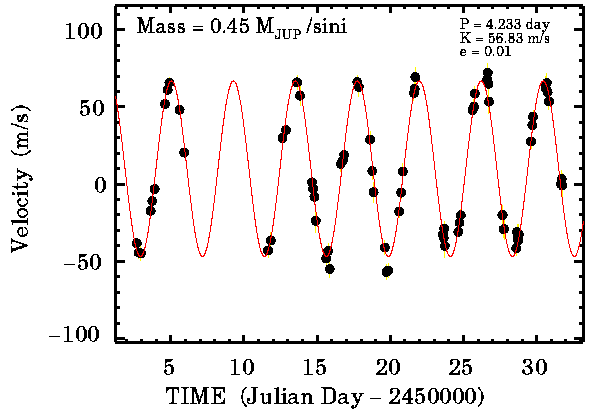 Mass = 0.45 M_JUP /sini
P = 4.233 day
K = 56.83 m/s
e = 0.01
100
50
0
−50
−100
Velocity (m/s)
5 10 15 20 25 30
TIME (Julian Day − 2450000)